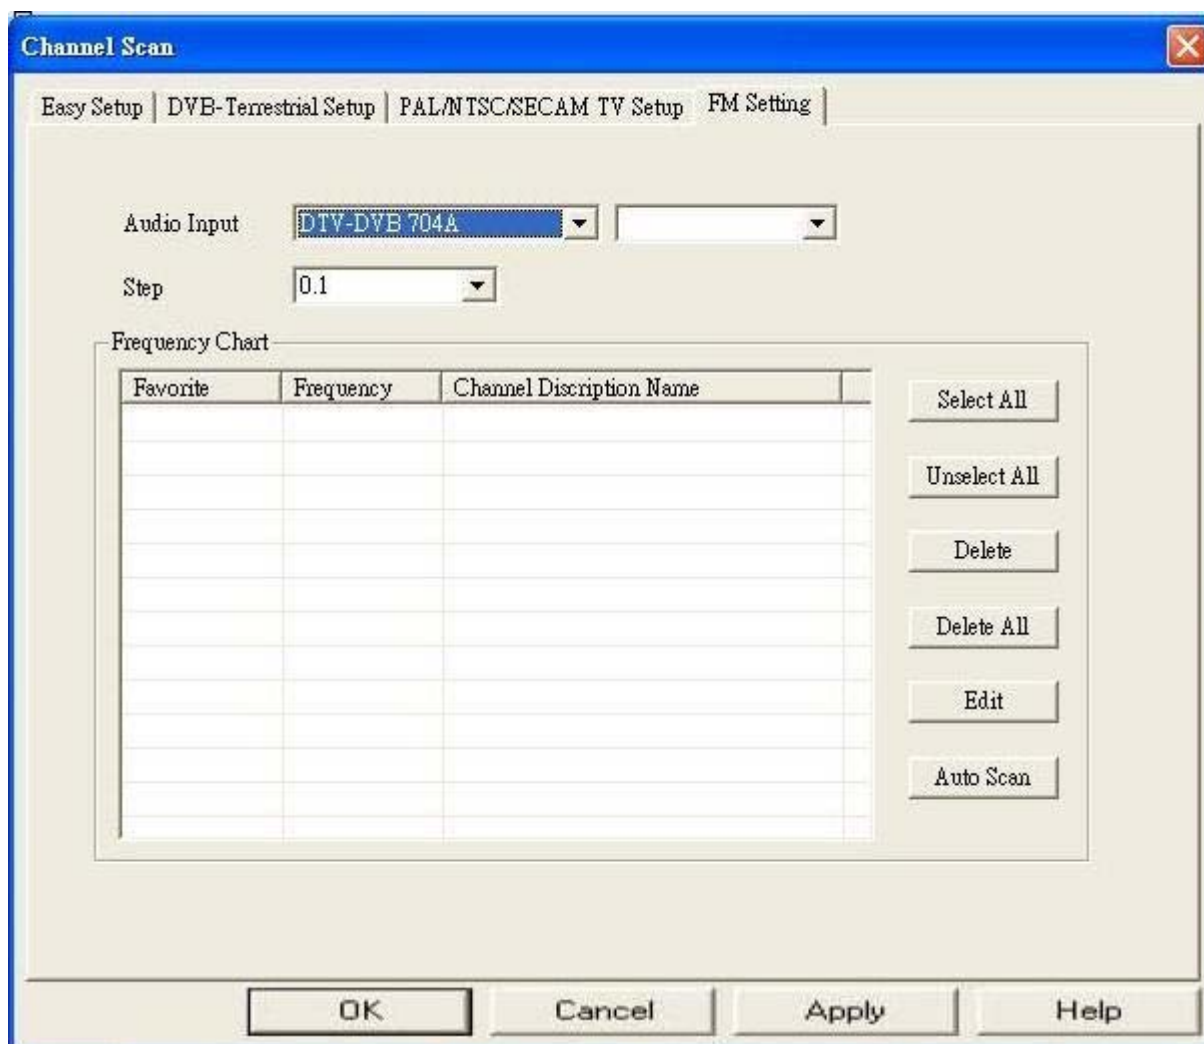 Channel Scan
Easy Setup DVB-Terrestrial Setup PAL/NTSC/SECAM TV Setup FM Setting
Audio Input DTV-DVB 704A
Step 0.1
Frequency Chart
Favorite Frequency Channel Discription Name
Select All
Unselect All
Delete
Delete All
Edit
Auto Scan
OK Cancel Apply Help